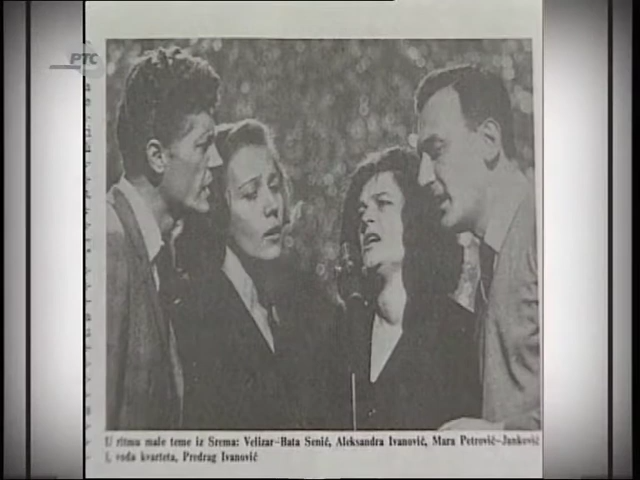 РТС
U ritmu male teme iz Srema: Velizar-Bata Senić, Aleksandra Ivanović, Mara Petrović-Janković
i, vođa kvarteta, Predrag Ivanović